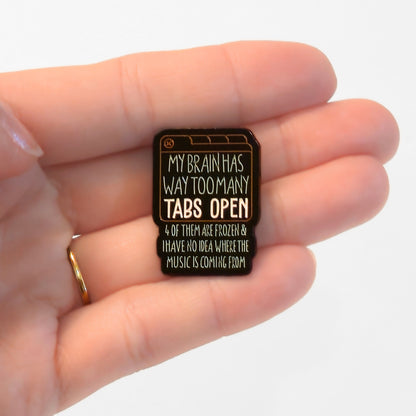 MY BRAIN HAS
WAY TOO MANY
TABS OPEN
4 OF THEM ARE FROZEN &
I HAVE NO IDEA WHERE THE
MUSIC IS COMING FROM